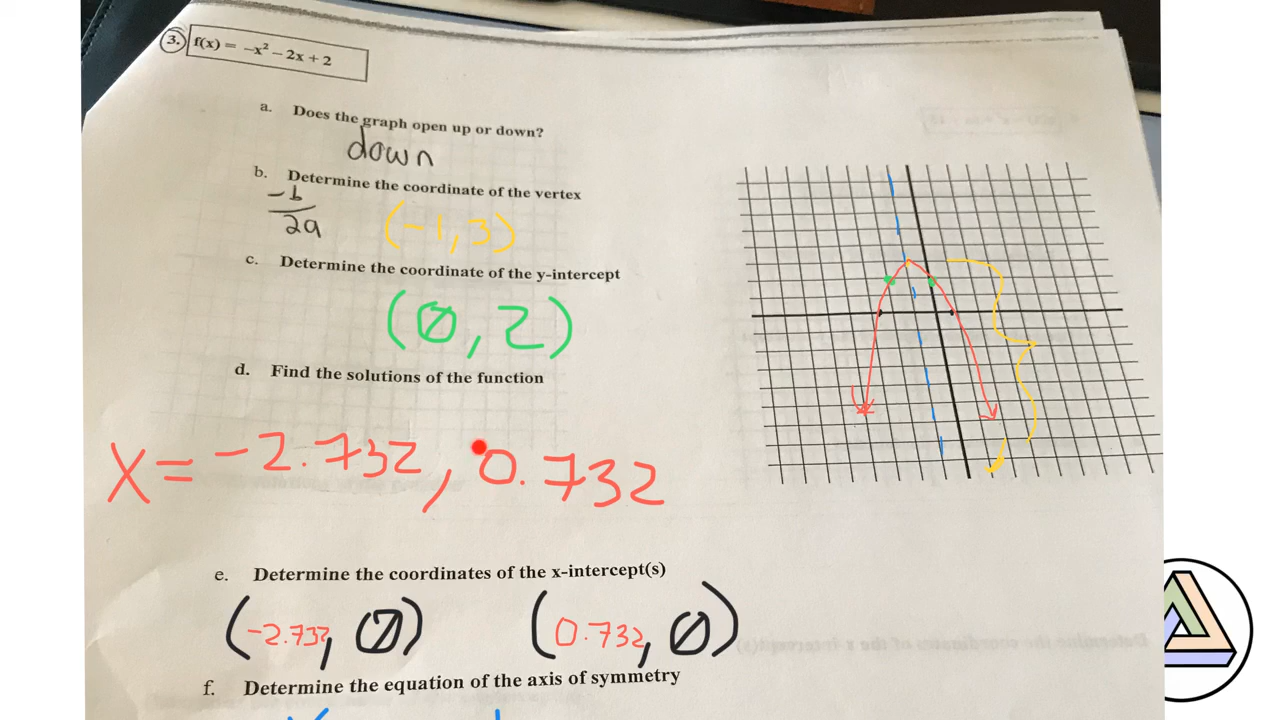 3. f(x) = −x² − 2x + 2
a. Does the graph open up or down?
down
b. Determine the coordinate of the vertex
-b/2a (-1, 3)
c. Determine the coordinate of the y-intercept
(0, 2)
d. Find the solutions of the function
X = -2.732, 0.732
e. Determine the coordinates of the x-intercept(s)
(-2.732, 0) (0.732, 0)
f. Determine the equation of the axis of symmetry